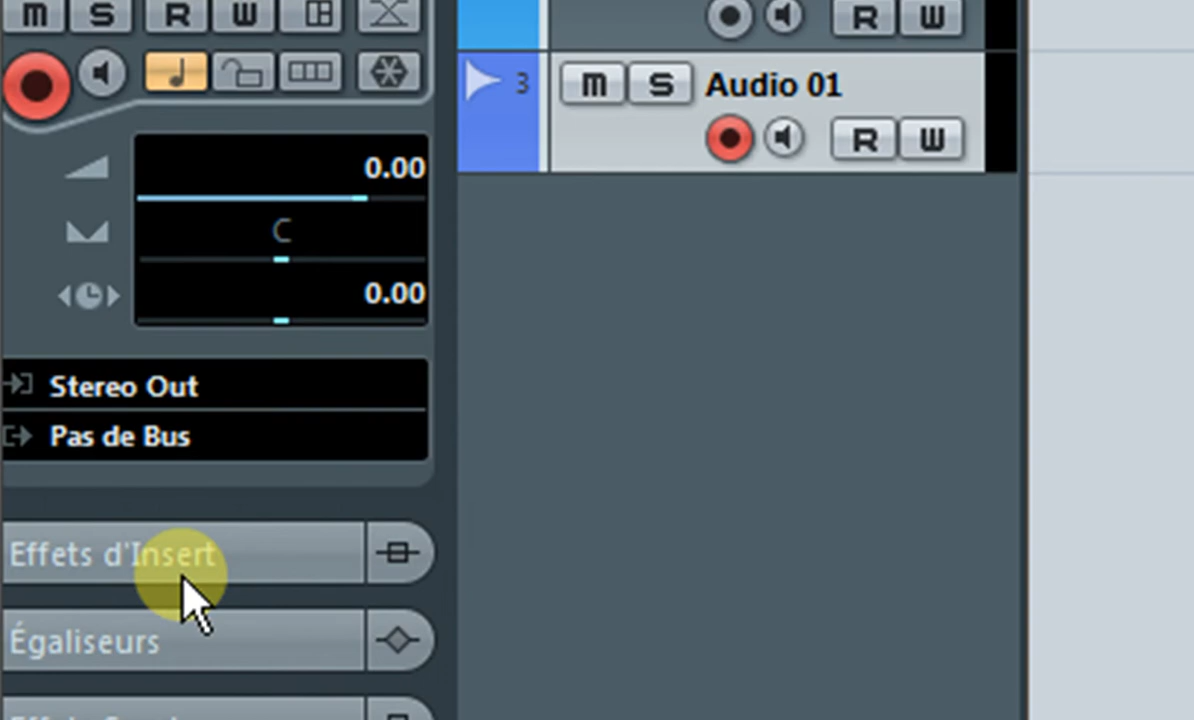 M S R W
R W
3 M S Audio 01
R W
0.00
C
0.00
Stereo Out
Pas de Bus
Effets d'Insert
Égaliseurs